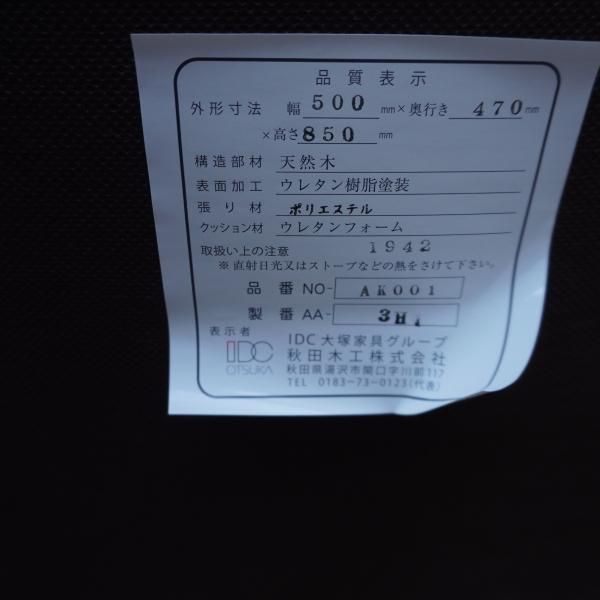 品質表示
外形寸法 幅 500 mm×奥行き 470mm
×高さ 850 mm
構造部材 天然木
表面加工 ウレタン樹脂塗装
張り材 ポリエステル
クッション材 ウレタンフォーム
取扱い上の注意 1942
※直射日光又はストーブなどの熱をさけて下さい。
品番 NO- AK001
製番 AA- 3H
表示者
IDC OTSUKA
IDC大塚家具グループ
秋田木工株式会社
秋田県湯沢市関口字川前117
TEL 0183-73-0123(代表)